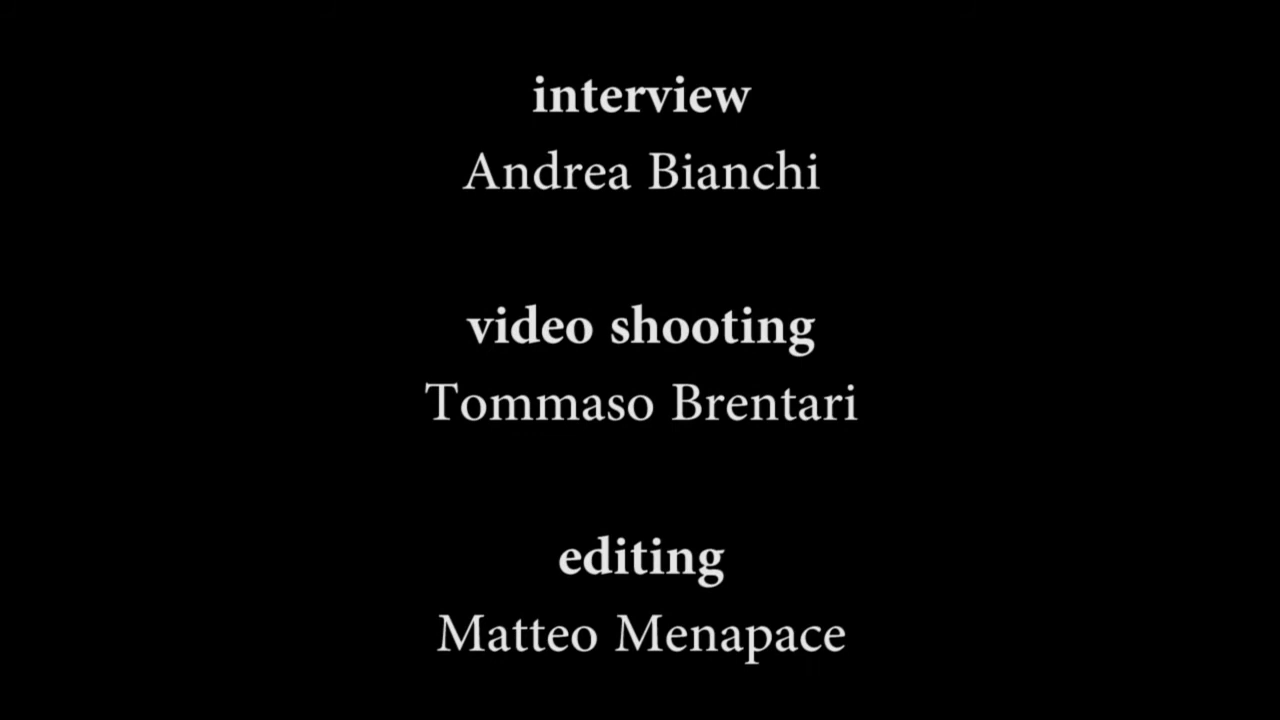 interview
Andrea Bianchi
video shooting
Tommaso Brentari
editing
Matteo Menapace